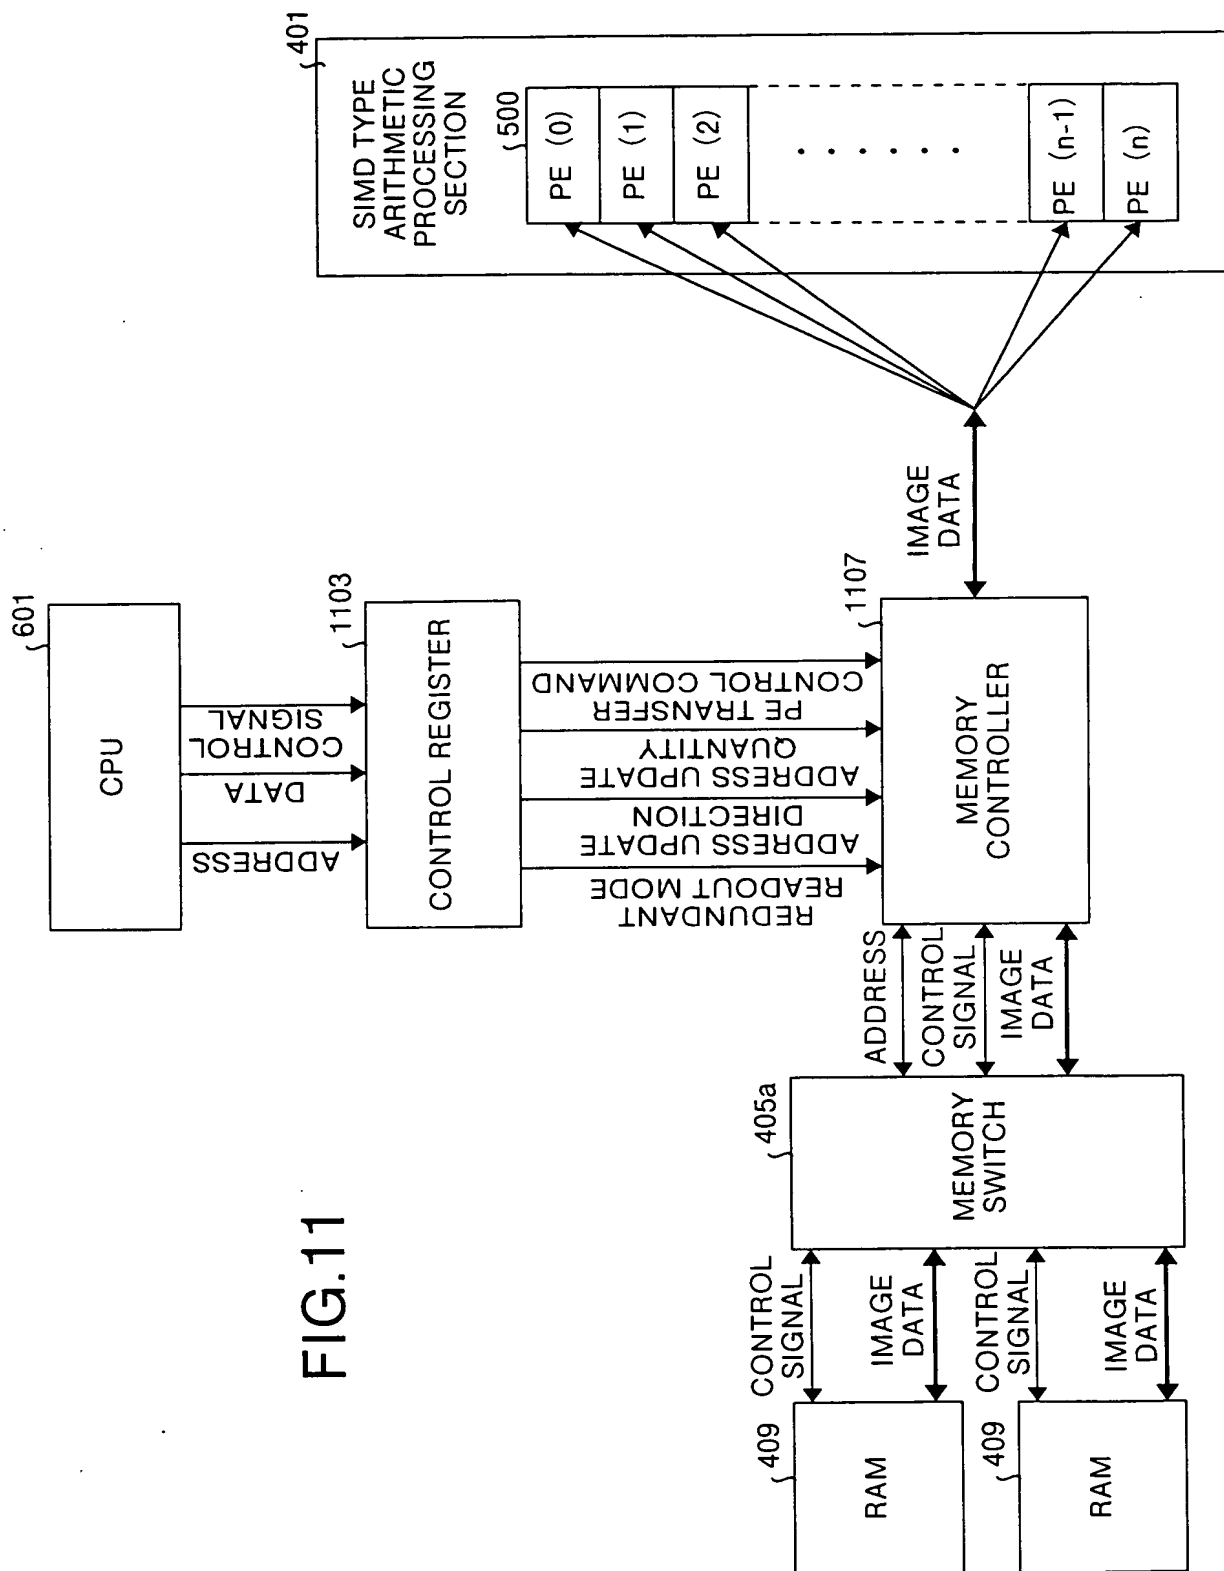 FIG.11
601
CPU
ADDRESS
DATA
CONTROL
SIGNAL
1103
CONTROL REGISTER
REDUNDANT
READOUT MODE
ADDRESS UPDATE
DIRECTION
ADDRESS UPDATE
QUANTITY
PE TRANSFER
CONTROL COMMAND
409
RAM
409
RAM
CONTROL
SIGNAL
IMAGE
DATA
CONTROL
SIGNAL
IMAGE
DATA
405a
MEMORY
SWITCH
ADDRESS
CONTROL
SIGNAL
IMAGE
DATA
1107
MEMORY
CONTROLLER
IMAGE
DATA
401
SIMD TYPE
ARITHMETIC
PROCESSING
SECTION
500
PE (0)
PE (1)
PE (2)
PE (n-1)
PE (n)